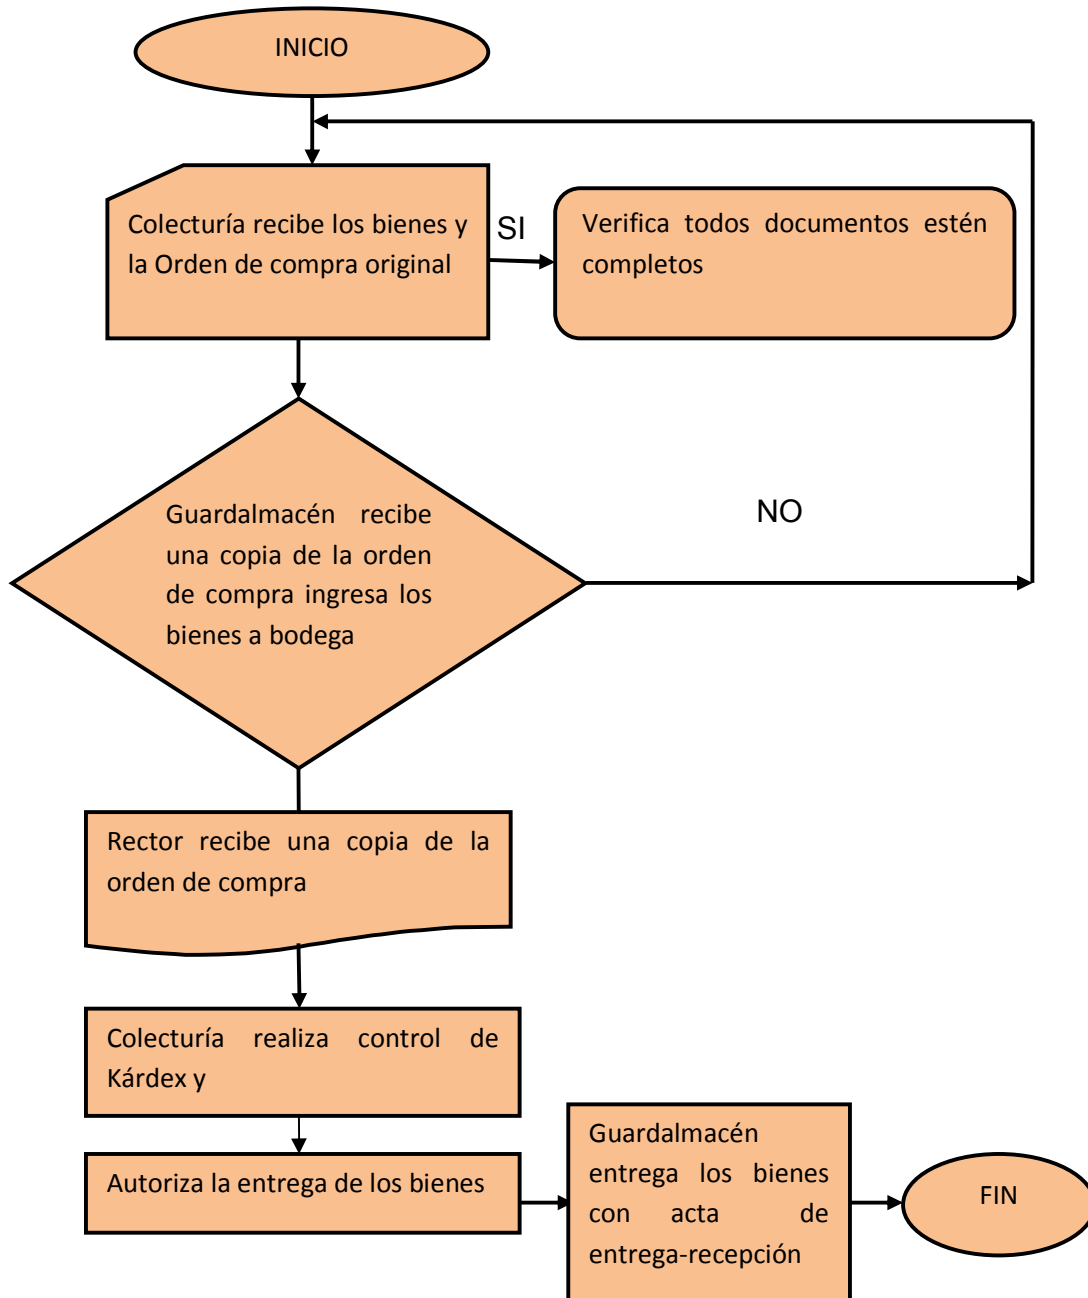 INICIO
Colecturía recibe los bienes y
la Orden de compra original
SI
Verifica todos documentos estén
completos
Guardalmacén recibe
una copia de la orden
de compra ingresa los
bienes a bodega
NO
Rector recibe una copia de la
orden de compra
Colecturía realiza control de
Kárdex y
Autoriza la entrega de los bienes
Guardalmacén
entrega los bienes
con acta de
entrega-recepción
FIN